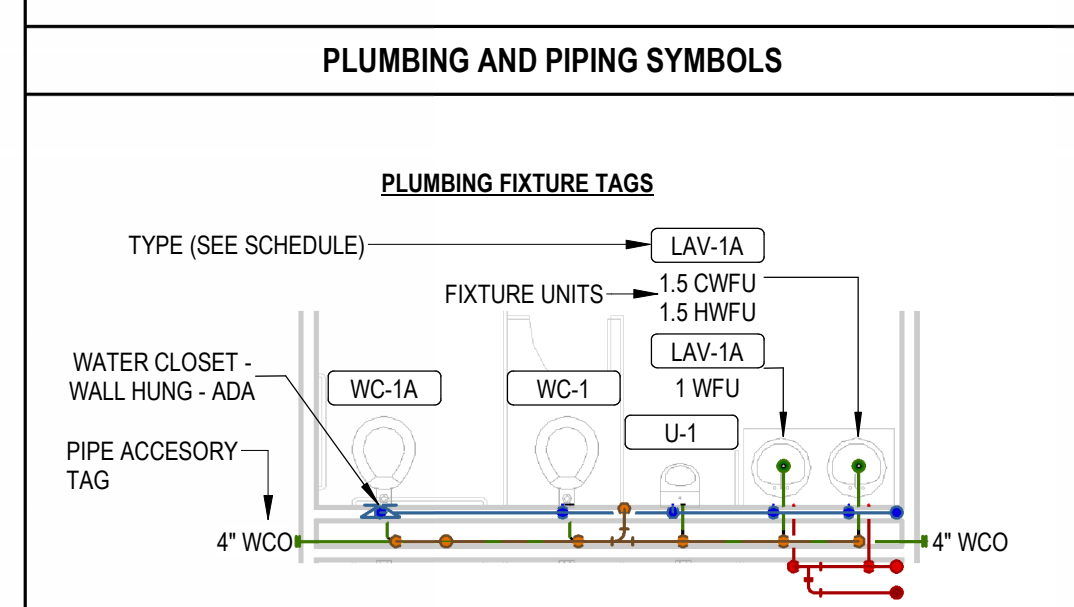 PLUMBING AND PIPING SYMBOLS
PLUMBING FIXTURE TAGS
TYPE (SEE SCHEDULE)
LAV-1A
FIXTURE UNITS
1.5 CWFU
1.5 HWFU
LAV-1A
1 WFU
WATER CLOSET -
WALL HUNG - ADA
WC-1A
WC-1
U-1
PIPE ACCESORY
TAG
4" WCO
4" WCO